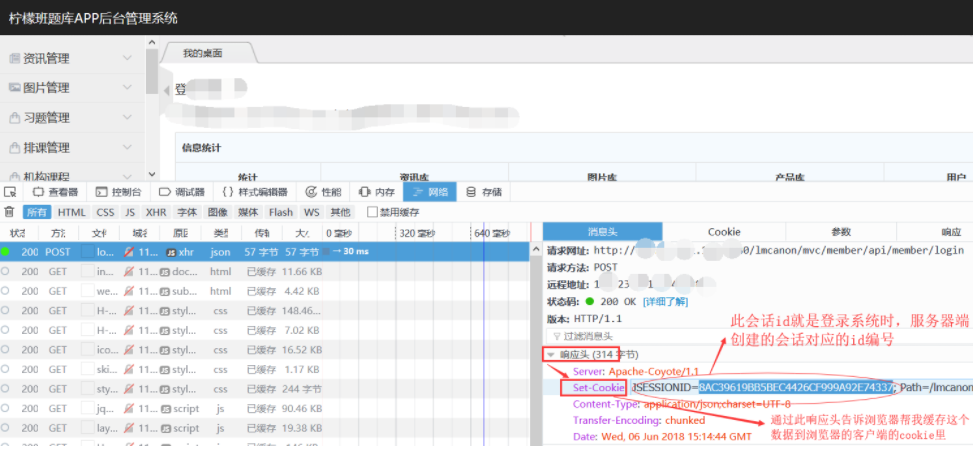 柠檬班题库APP后台管理系统
资讯管理
图片管理
习题管理
排课管理
机构课程
我的桌面
登
信息统计
统计 资讯库 图片库 产品库 用户
查看器 控制台 调试器 {} 样式编辑器 性能 内存 网络 存储
所有 HTML CSS JS XHR 字体 图像 媒体 Flash WS 其他 禁用缓存
状态 方 文 域名 原因 类型 传输 大小 0 毫秒 320 毫秒 640 毫秒
200 POST lo... 11... JS xhr json 57 字节 57 字节 → 30 ms
200 GET in... 11... JS doc... html 已缓存 11.66 KB
200 GET we... 11... JS sub... html 已缓存 4.42 KB
200 GET H-... 11... JS styl... css 已缓存 148.46...
200 GET H-... 11... JS styl... css 已缓存 7.02 KB
200 GET ico... 11... JS styl... css 已缓存 16.52 KB
200 GET ski... 11... JS styl... css 已缓存 1.17 KB
200 GET sty... 11... JS styl... css 已缓存 244 字节
200 GET jq... 11... JS script js 已缓存 90.46 KB
200 GET lay... 11... JS script js 已缓存 19.38 KB
消息头 Cookie 参数 响应
请求网址: http:// 0/lmcanon/mvc/member/api/member/login
请求方法: POST
远程地址:
状态码: 200 OK [详细了解]
版本: HTTP/1.1
过滤消息头
响应头 (314 字节)
Server: Apache-Coyote/1.1
Set-Cookie JSESSIONID=8AC39619BB5BEC4426CF999A92E74337; Path=/lmcanon
Content-Type: application/json;charset=UTF-8
Transfer-Encoding: chunked
Date: Wed, 06 Jun 2018 15:14:44 GMT
此会话id就是登录系统时，服务器端
创建的会话对应的id编号
通过此响应头告诉浏览器帮我缓存这个
数据到浏览器的客户端的cookie里